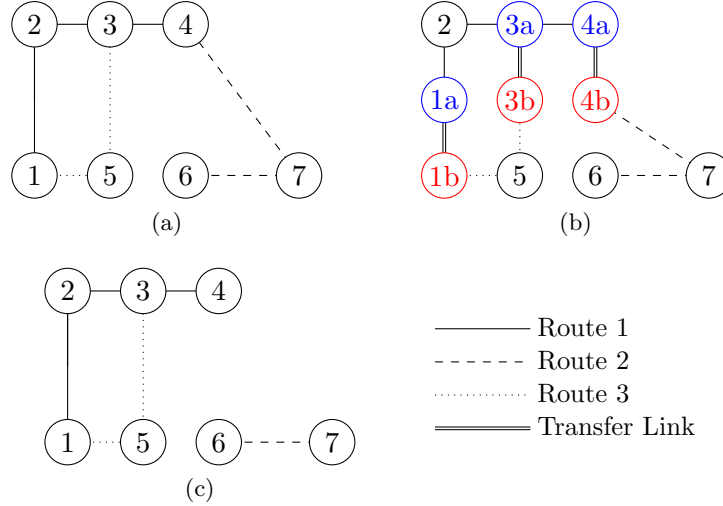 2 3 4
1 5 6 7
(a)
2 3a 4a
1a 3b 4b
1b 5 6 7
(b)
2 3 4
1 5 6 7
(c)
Route 1
Route 2
Route 3
Transfer Link